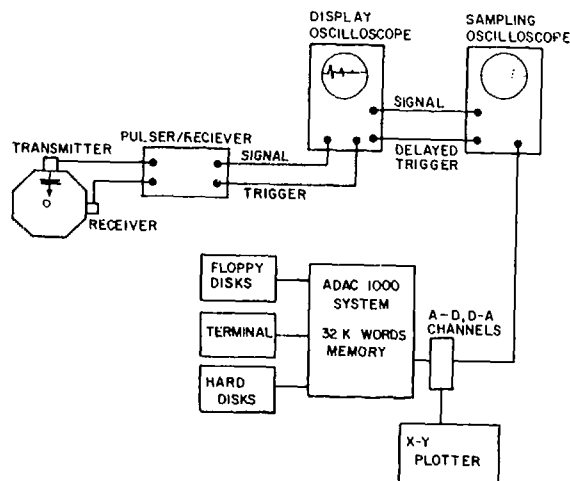 DISPLAY
OSCILLOSCOPE
SAMPLING
OSCILLOSCOPE
SIGNAL
PULSER/RECIEVER
TRANSMITTER
SIGNAL
DELAYED
TRIGGER
TRIGGER
RECEIVER
FLOPPY
DISKS
ADAC 1000
SYSTEM
32 K WORDS
MEMORY
A-D, D-A
CHANNELS
TERMINAL
HARD
DISKS
X-Y
PLOTTER